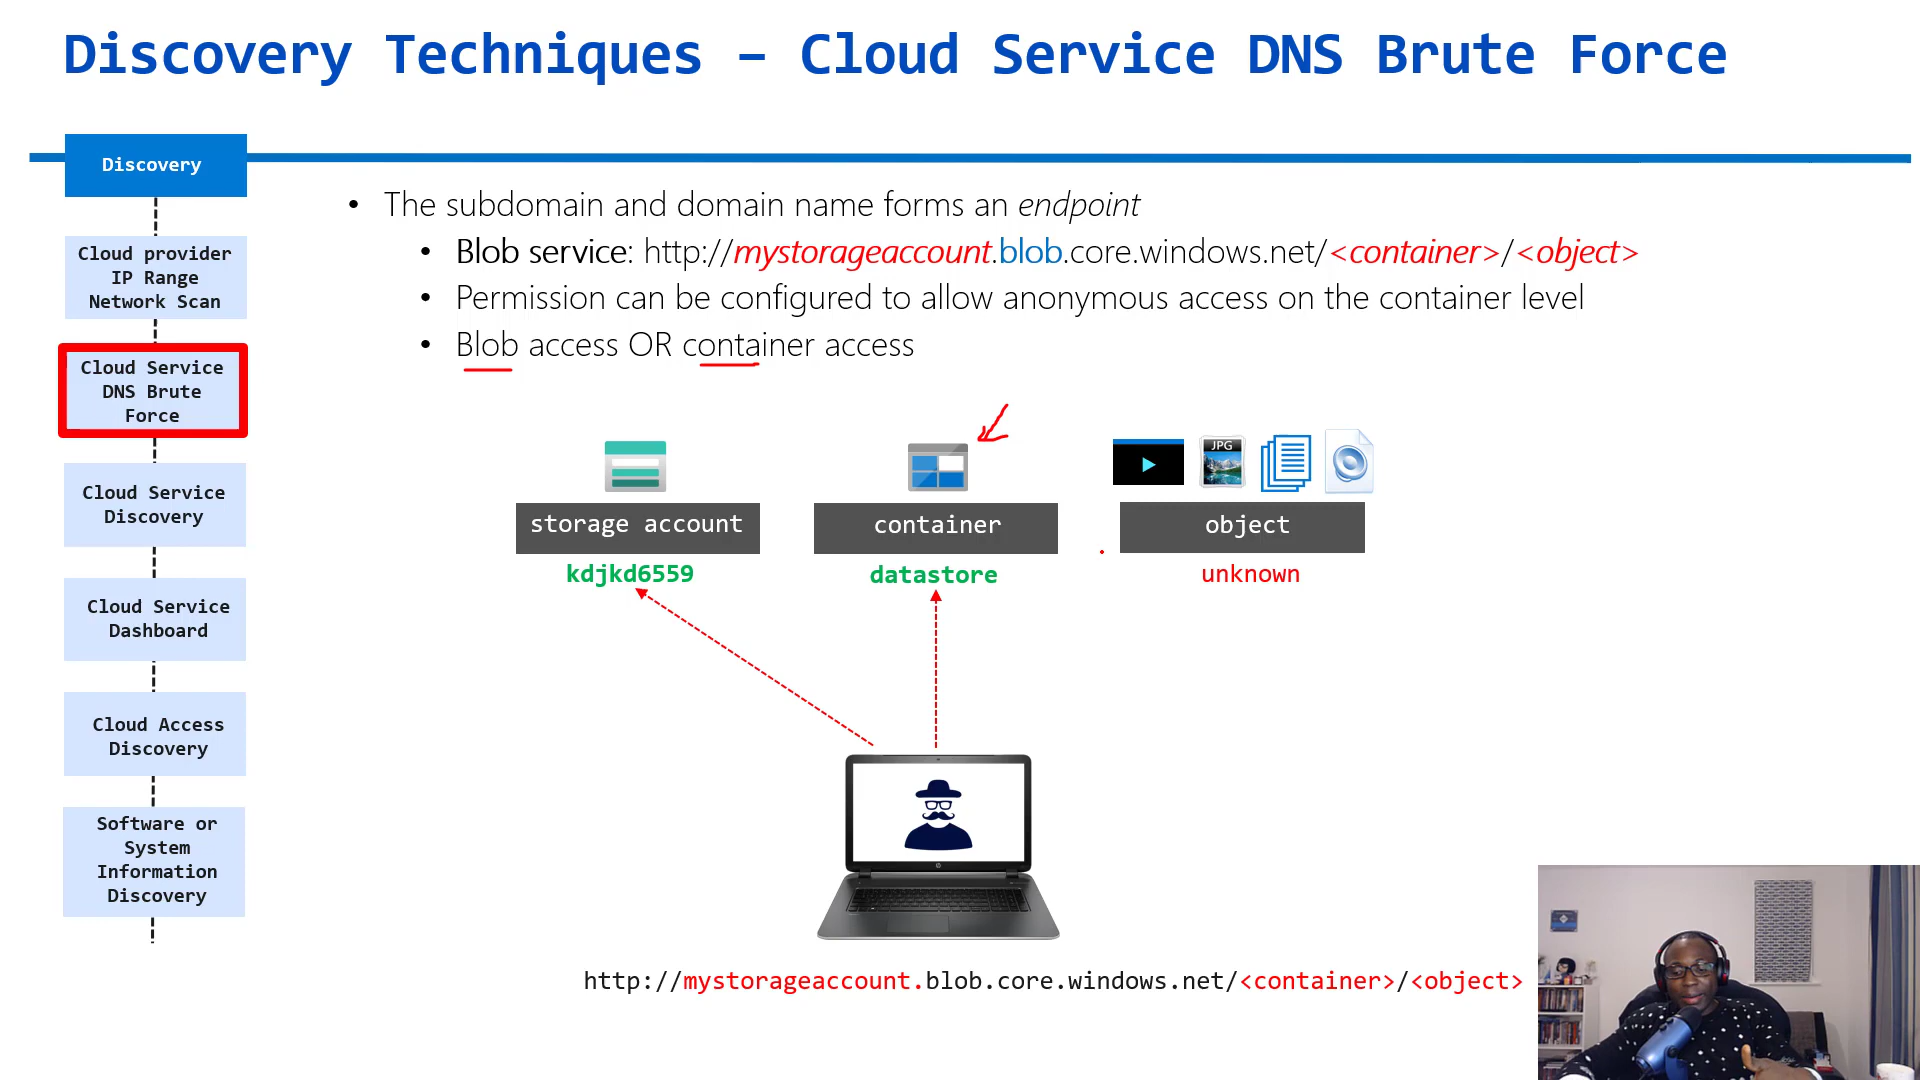 Discovery Techniques – Cloud Service DNS Brute Force
Discovery
Cloud provider
IP Range
Network Scan
Cloud Service
DNS Brute
Force
Cloud Service
Discovery
Cloud Service
Dashboard
Cloud Access
Discovery
Software or
System
Information
Discovery
• The subdomain and domain name forms an endpoint
• Blob service: http://mystorageaccount.blob.core.windows.net/<container>/<object>
• Permission can be configured to allow anonymous access on the container level
• Blob access OR container access
JPG
storage account
container
object
kdjkd6559
datastore
unknown
http://mystorageaccount.blob.core.windows.net/<container>/<object>